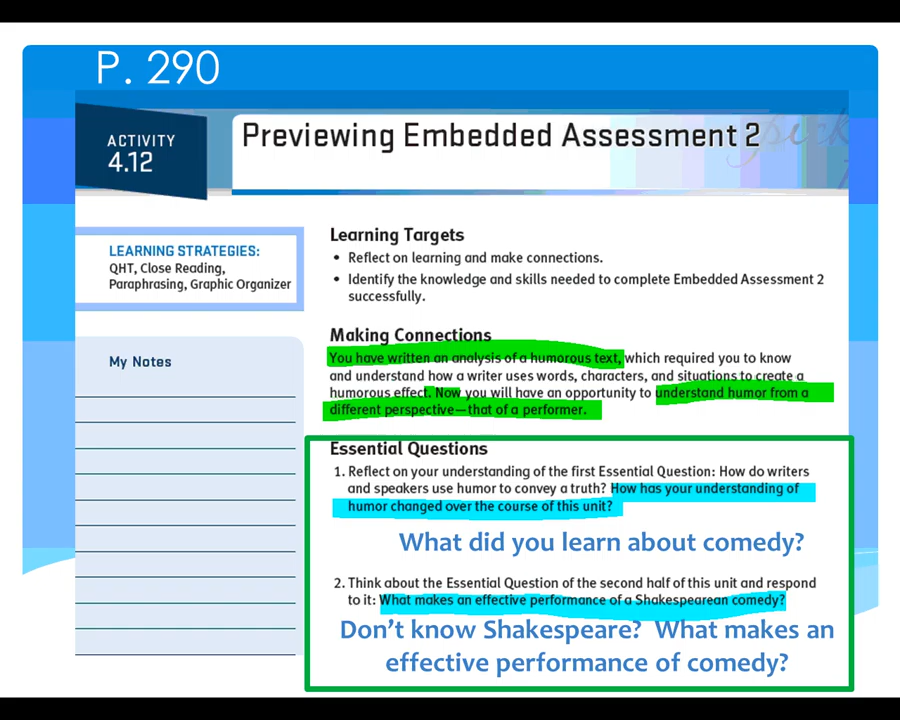 P. 290
ACTIVITY
4.12
Previewing Embedded Assessment 2
LEARNING STRATEGIES:
QHT, Close Reading,
Paraphrasing, Graphic Organizer
My Notes
Learning Targets
• Reflect on learning and make connections.
• Identify the knowledge and skills needed to complete Embedded Assessment 2
successfully.
Making Connections
You have written an analysis of a humorous text, which required you to know
and understand how a writer uses words, characters, and situations to create a
humorous effect. Now you will have an opportunity to understand humor from a
different perspective—that of a performer.
Essential Questions
1. Reflect on your understanding of the first Essential Question: How do writers
and speakers use humor to convey a truth? How has your understanding of
humor changed over the course of this unit?
What did you learn about comedy?
2. Think about the Essential Question of the second half of this unit and respond
to it: What makes an effective performance of a Shakespearean comedy?
Don't know Shakespeare? What makes an
effective performance of comedy?